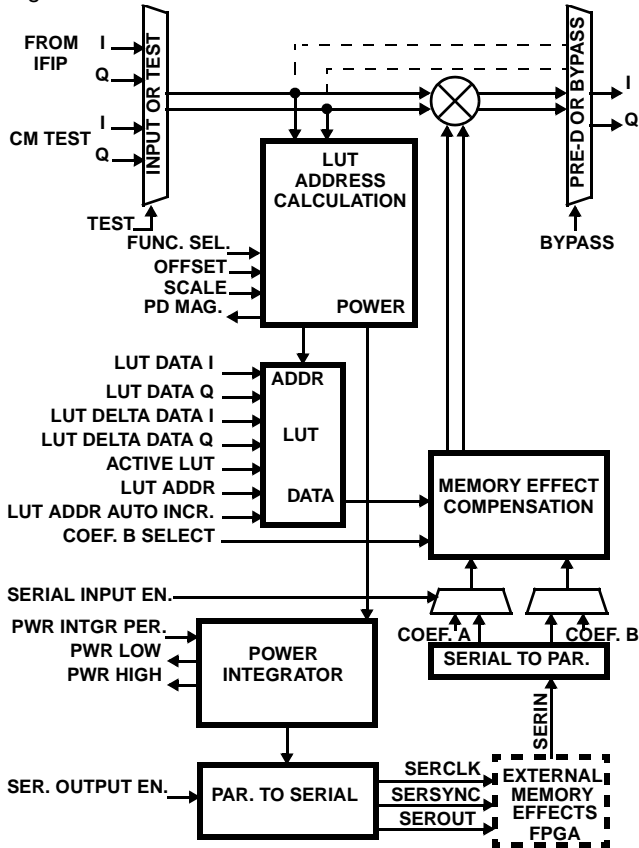 FROM
IFIP
I
Q
CM TEST
I
Q
INPUT OR TEST
TEST
PRE-D OR BYPASS
I
Q
BYPASS
LUT
ADDRESS
CALCULATION
POWER
FUNC. SEL.
OFFSET
SCALE
PD MAG.
LUT DATA I
LUT DATA Q
LUT DELTA DATA I
LUT DELTA DATA Q
ACTIVE LUT
LUT ADDR
LUT ADDR AUTO INCR.
COEF. B SELECT
ADDR
LUT
DATA
MEMORY EFFECT
COMPENSATION
SERIAL INPUT EN.
COEF. A
COEF. B
SERIAL TO PAR.
PWR INTGR PER.
PWR LOW
PWR HIGH
POWER
INTEGRATOR
SERIN
SER. OUTPUT EN.
PAR. TO SERIAL
SERCLK
SERSYNC
SEROUT
EXTERNAL
MEMORY
EFFECTS
FPGA